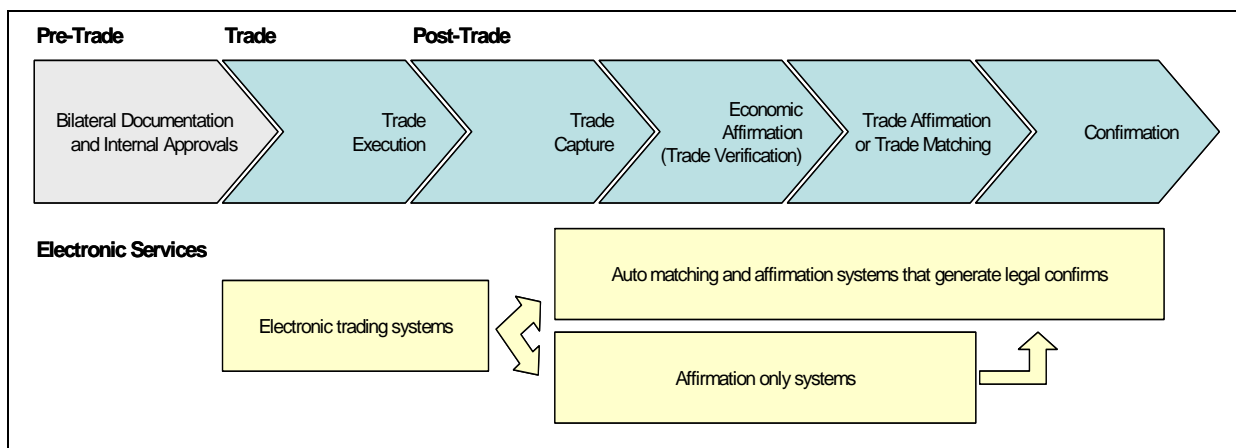 Pre-Trade Trade Post-Trade
Bilateral Documentation
and Internal Approvals
Trade
Execution
Trade
Capture
Economic
Affirmation
(Trade Verification)
Trade Affirmation
or Trade Matching
Confirmation
Electronic Services
Electronic trading systems
Auto matching and affirmation systems that generate legal confirms
Affirmation only systems